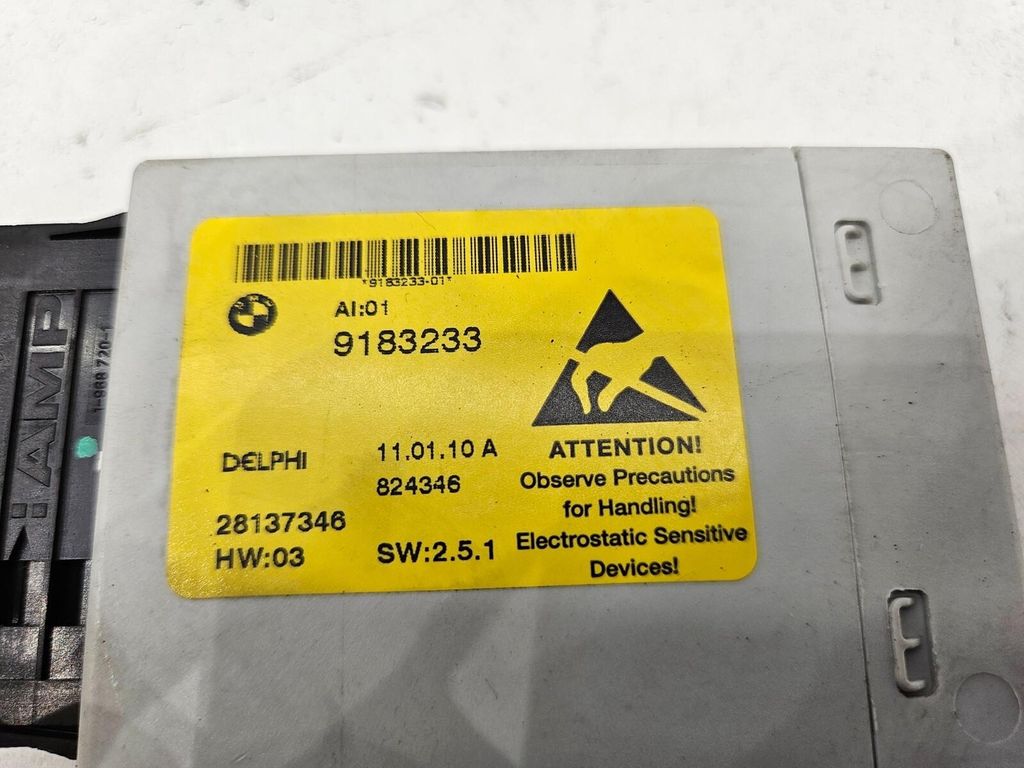 *9183233-01*
AI:01
9183233
DELPHI
11.01.10 A
824346
28137346
HW:03
SW:2.5.1
ATTENTION!
Observe Precautions
for Handling!
Electrostatic Sensitive
Devices!
AMP
1-968 720-1